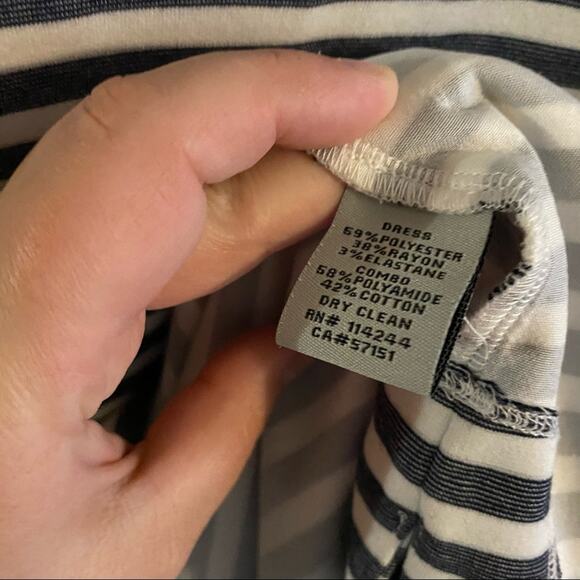 DRESS
59%POLYESTER
38%RAYON
3%ELASTANE
COMBO
58%POLYAMIDE
42%COTTON
DRY CLEAN
RN# 114244
CA#57151